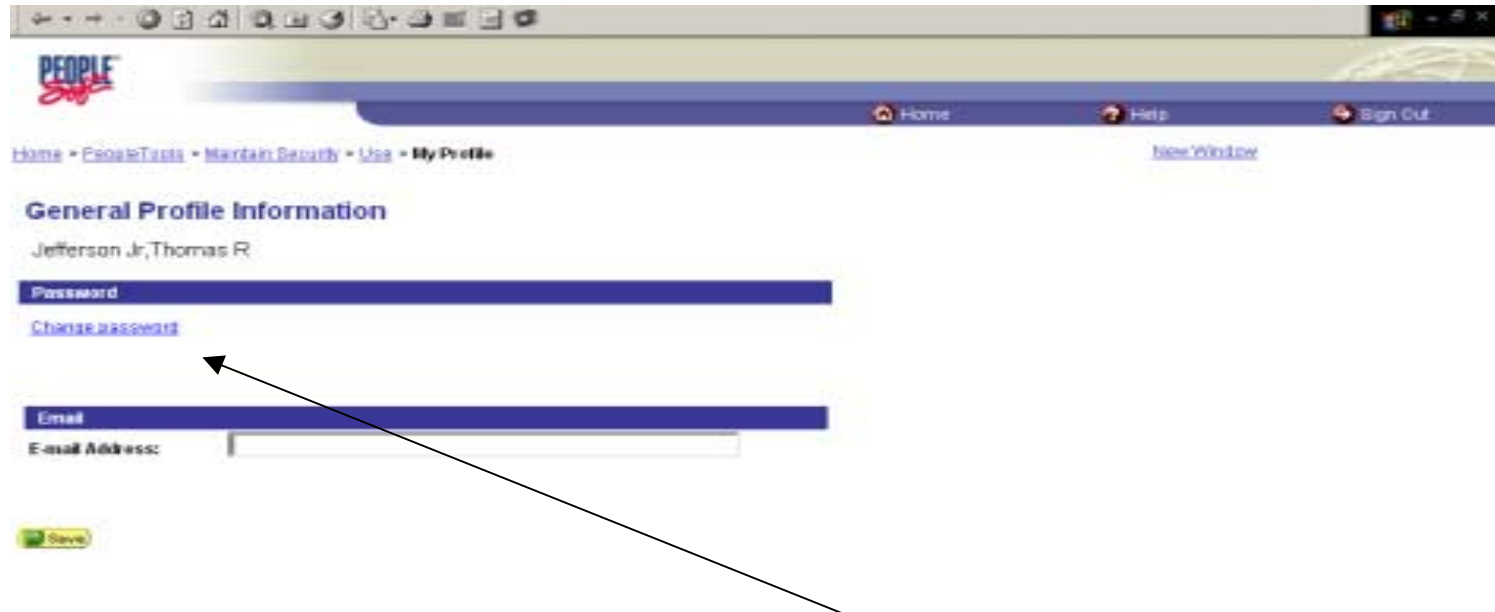 PEOPLE Soft
Home Help Sign Out
Home > PeopleTools > Maintain Security > Use > My Profile New Window
General Profile Information
Jefferson Jr,Thomas R
Password
Change password
Email
E-mail Address:
Save